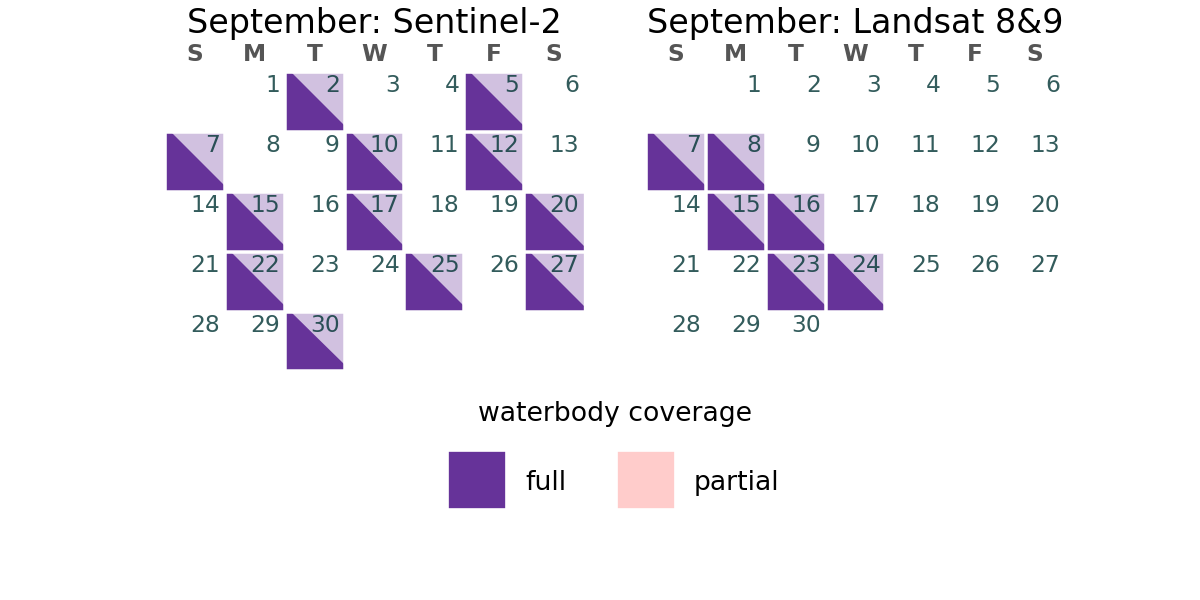 September: Sentinel-2
S M T W T F S
1 2 3 4 5 6
7 8 9 10 11 12 13
14 15 16 17 18 19 20
21 22 23 24 25 26 27
28 29 30
September: Landsat 8&9
S M T W T F S
1 2 3 4 5 6
7 8 9 10 11 12 13
14 15 16 17 18 19 20
21 22 23 24 25 26 27
28 29 30
waterbody coverage
full partial